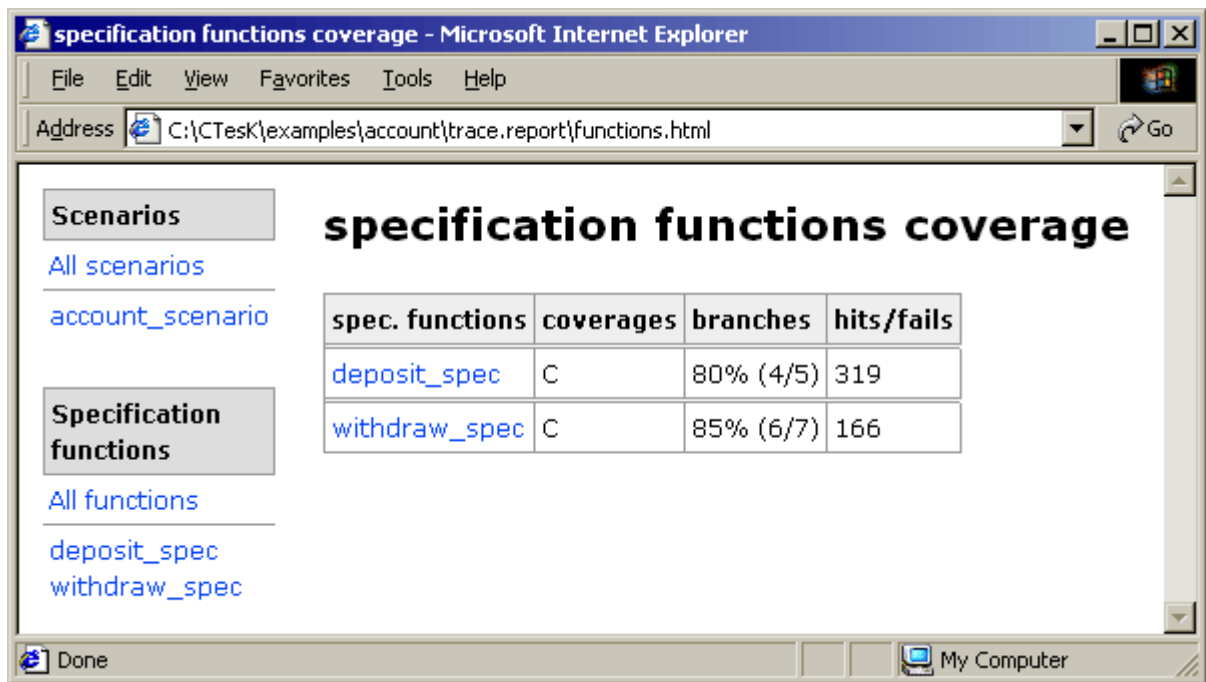 specification functions coverage - Microsoft Internet Explorer
File Edit View Favorites Tools Help
Address C:\CTesK\examples\account\trace.report\functions.html Go
Scenarios
All scenarios
account_scenario
Specification
functions
All functions
deposit_spec
withdraw_spec
specification functions coverage
spec. functions coverages branches hits/fails
deposit_spec C 80% (4/5) 319
withdraw_spec C 85% (6/7) 166
Done My Computer